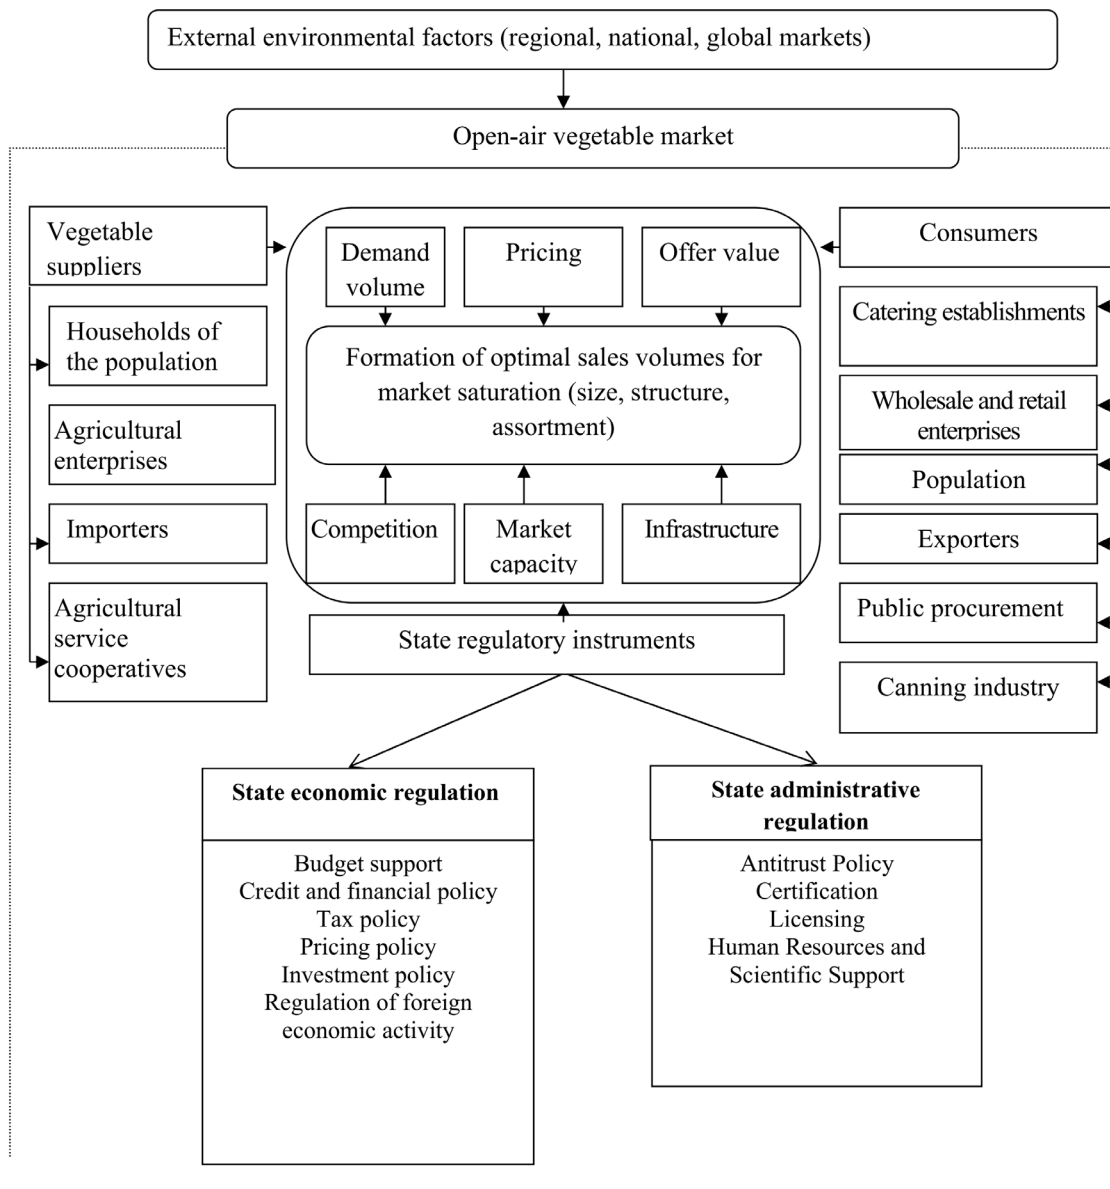 External environmental factors (regional, national, global markets)
Open-air vegetable market
Vegetable
suppliers
Households of
the population
Agricultural
enterprises
Importers
Agricultural
service
cooperatives
Demand
volume
Pricing
Offer value
Formation of optimal sales volumes for
market saturation (size, structure,
assortment)
Competition
Market
capacity
Infrastructure
State regulatory instruments
Consumers
Catering establishments
Wholesale and retail
enterprises
Population
Exporters
Public procurement
Canning industry
State economic regulation
Budget support
Credit and financial policy
Tax policy
Pricing policy
Investment policy
Regulation of foreign
economic activity
State administrative
regulation
Antitrust Policy
Certification
Licensing
Human Resources and
Scientific Support